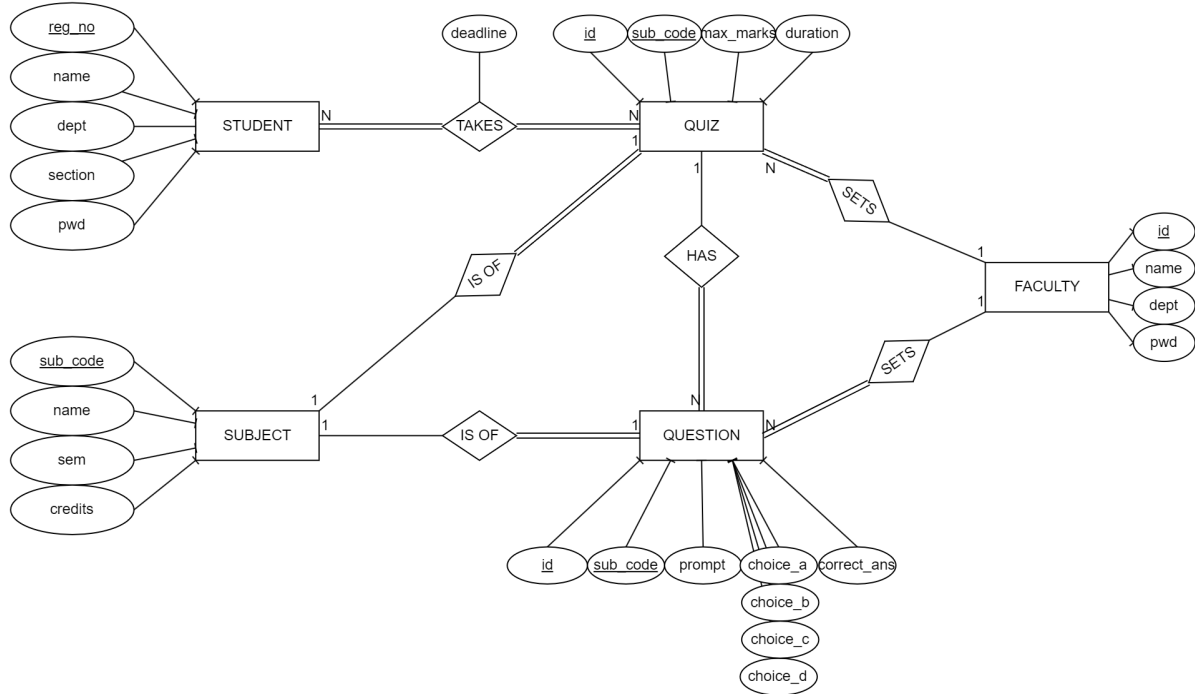 reg_no
name
dept
section
pwd
STUDENT
N
deadline
TAKES
N
id
sub_code
max_marks
duration
QUIZ
1
1
N
SETS
IS OF
HAS
1
FACULTY
1
id
name
dept
pwd
SETS
sub_code
name
sem
credits
1
SUBJECT
1
IS OF
1
N
QUESTION
N
id
sub_code
prompt
choice_a
correct_ans
choice_b
choice_c
choice_d